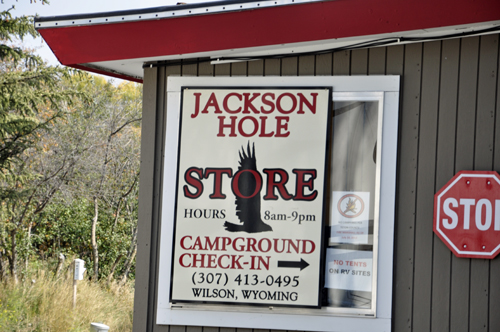 JACKSON
HOLE
STORE
HOURS 8am-9pm
CAMPGROUND
CHECK-IN
(307) 413-0495
WILSON, WYOMING
NO TENTS
ON RV SITES
STOP